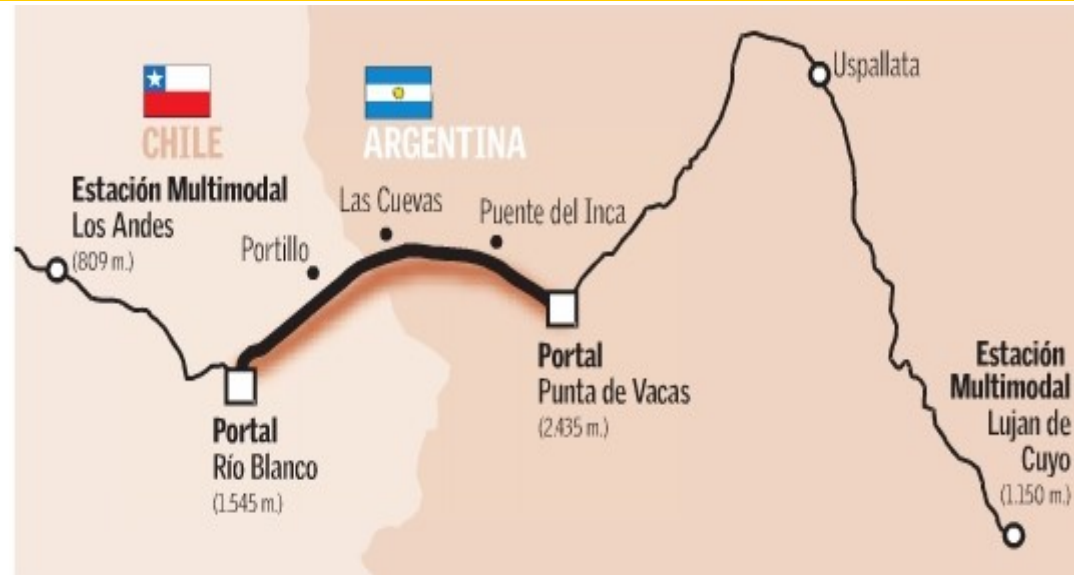 CHILE
ARGENTINA
Uspallata
Estación Multimodal
Los Andes
(809 m.)
Portillo
Las Cuevas
Puente del Inca
Portal
Río Blanco
(1.545 m.)
Portal
Punta de Vacas
(2.435 m.)
Estación
Multimodal
Lujan de
Cuyo
(1.150 m.)